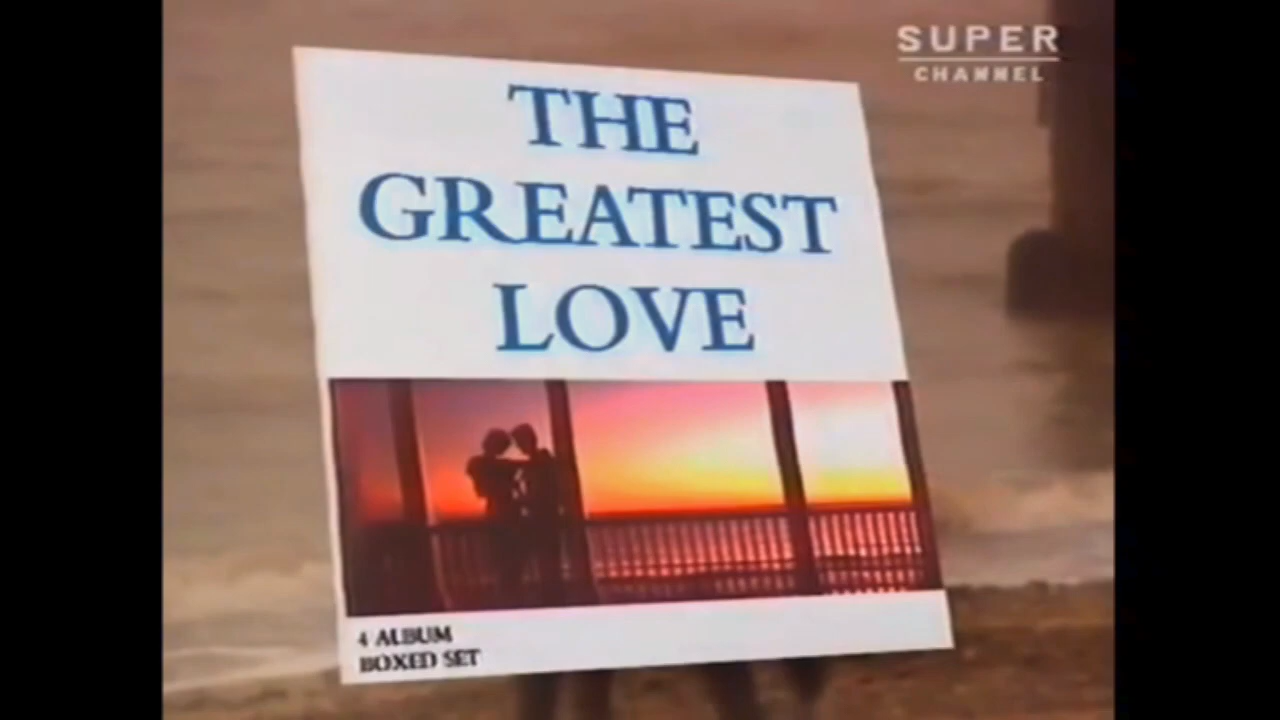 SUPER
CHANNEL
THE
GREATEST
LOVE
4 ALBUM
BOXED SET